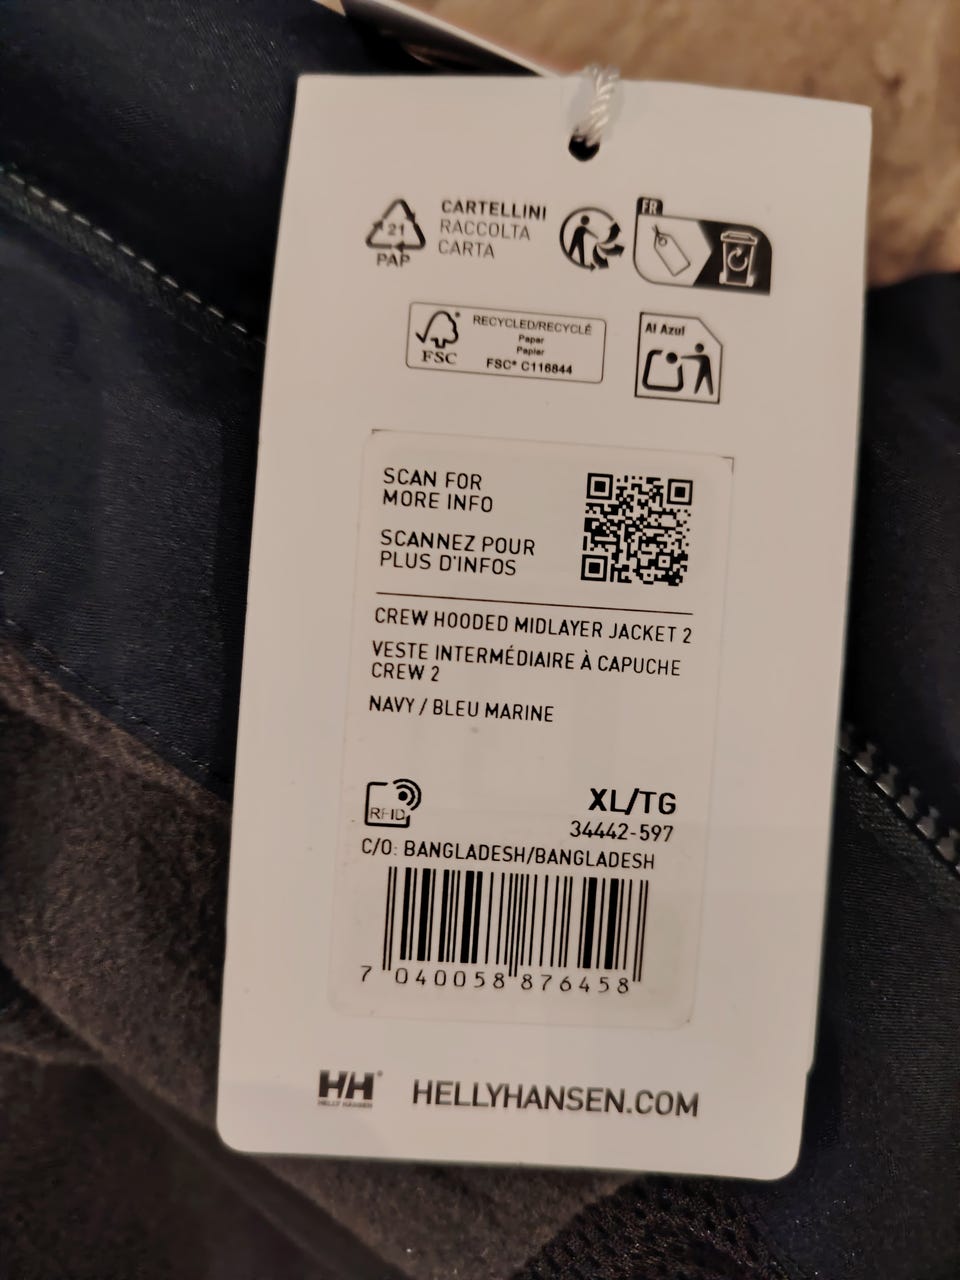 21
PAP
CARTELLINI
RACCOLTA
CARTA
FR
FSC
RECYCLED/RECYCLÉ
Paper
Papier
FSC® C116844
Al Azul
SCAN FOR
MORE INFO
SCANNEZ POUR
PLUS D'INFOS
CREW HOODED MIDLAYER JACKET 2
VESTE INTERMÉDIAIRE À CAPUCHE
CREW 2
NAVY / BLEU MARINE
RFID
XL/TG
34442-597
C/O: BANGLADESH/BANGLADESH
7 040058 876458
HH®
HELLY HANSEN
HELLYHANSEN.COM